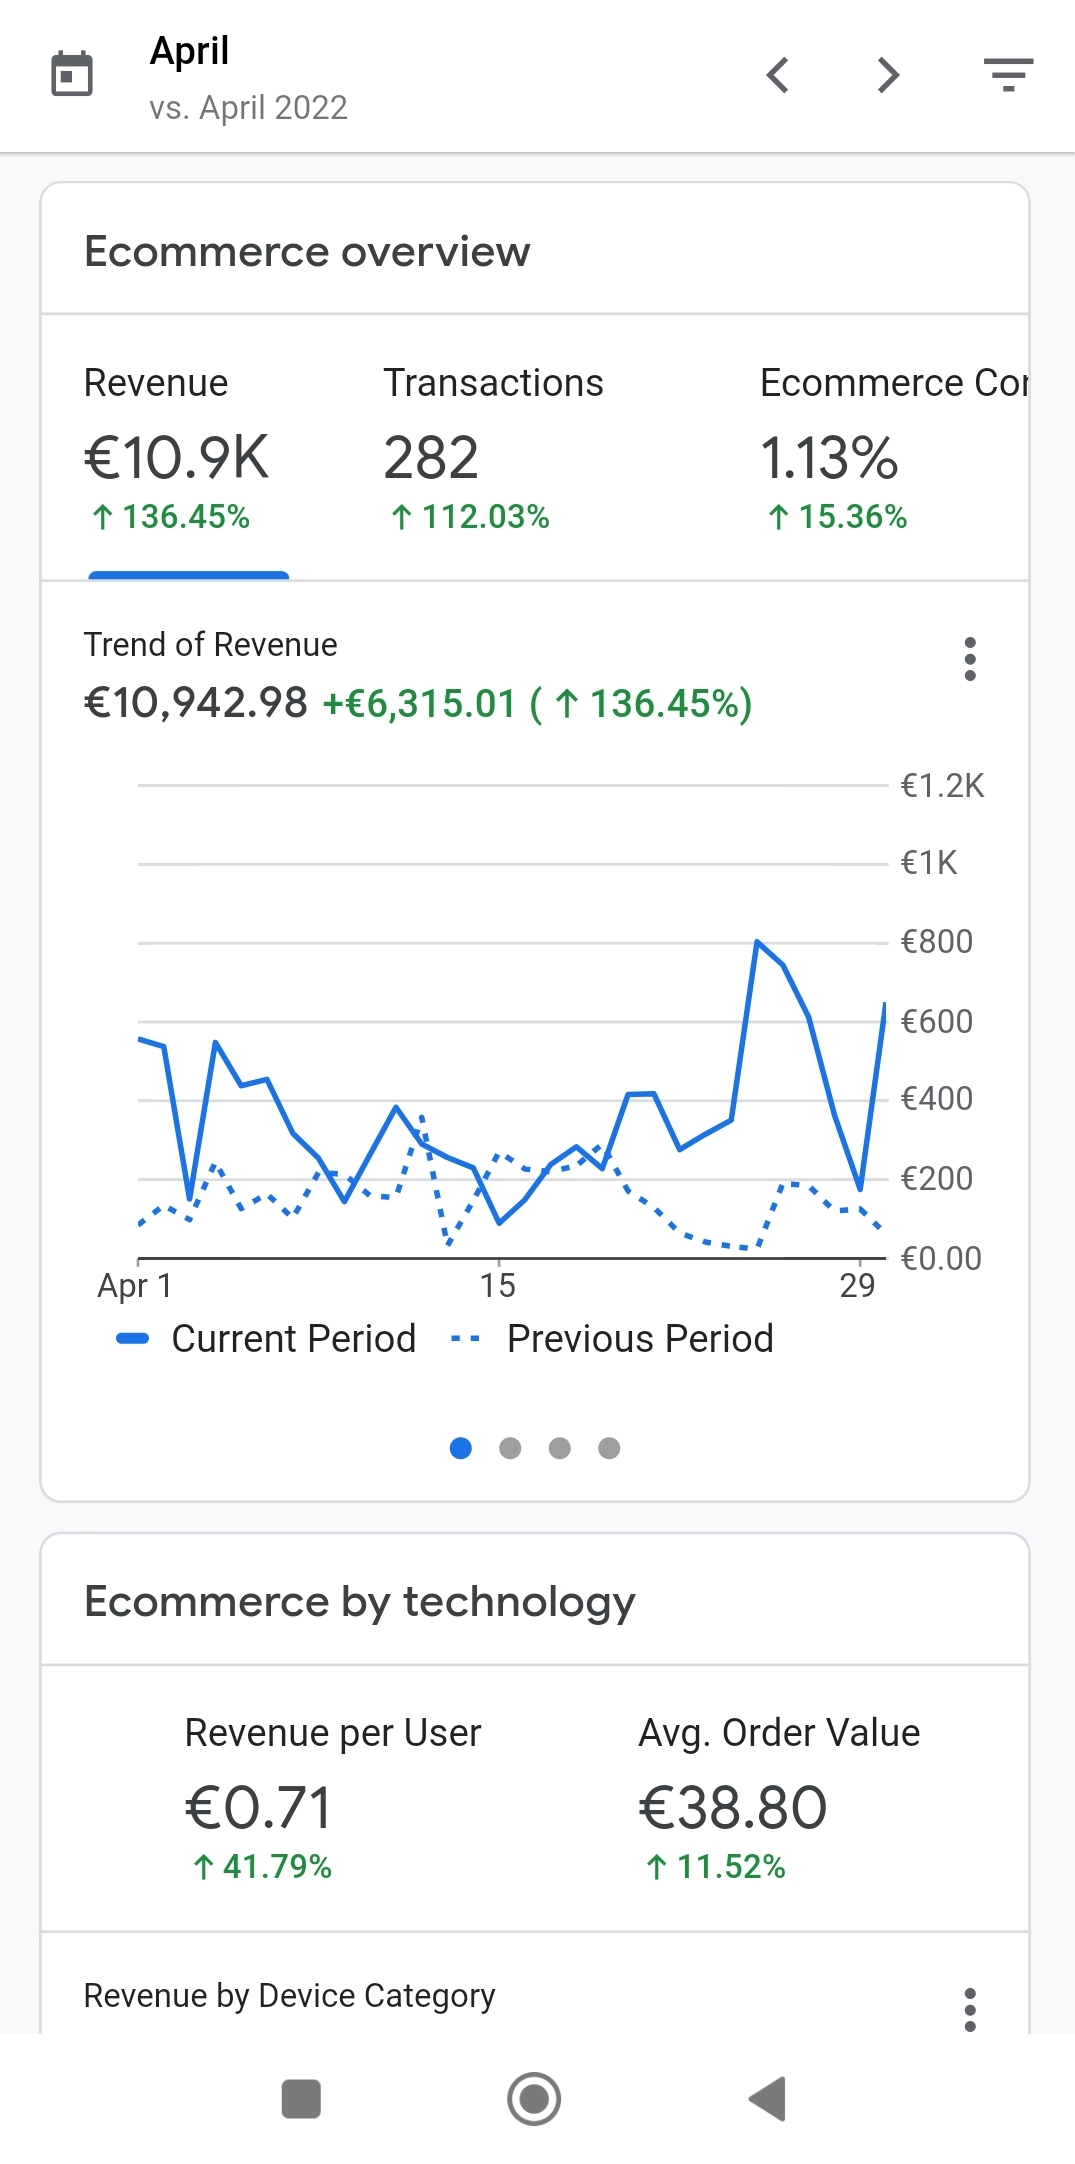 April
vs. April 2022
Ecommerce overview
Revenue Transactions Ecommerce Con
€10.9K 282 1.13%
↑ 136.45% ↑ 112.03% ↑ 15.36%
Trend of Revenue
€10,942.98 +€6,315.01 ( ↑ 136.45%)
€1.2K
€1K
€800
€600
€400
€200
€0.00
Apr 1 15 29
Current Period Previous Period
Ecommerce by technology
Revenue per User Avg. Order Value
€0.71 €38.80
↑ 41.79% ↑ 11.52%
Revenue by Device Category